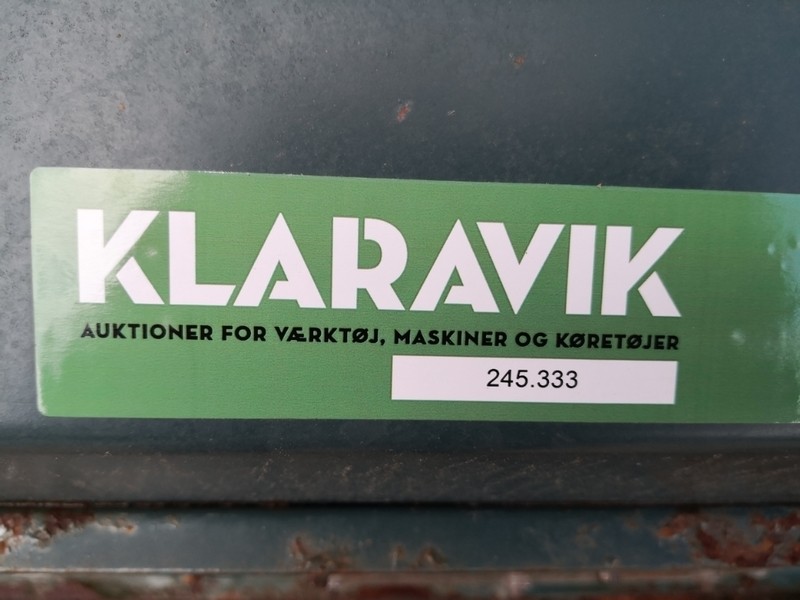 KLARAVIK
AUKTIONER FOR VÆRKTØJ, MASKINER OG KØRETØJER
245.333